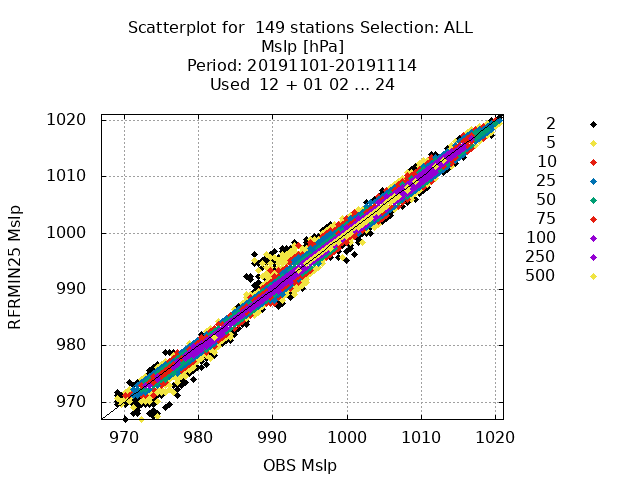 Scatterplot for  149 stations Selection: ALL
Mslp [hPa]
Period: 20191101-20191114
Used  12 + 01 02 ... 24
1020
1010
1000
990
980
970
RFRMIN25 Mslp
970 980 990 1000 1010 1020
OBS Mslp
2
5
10
25
50
75
100
250
500